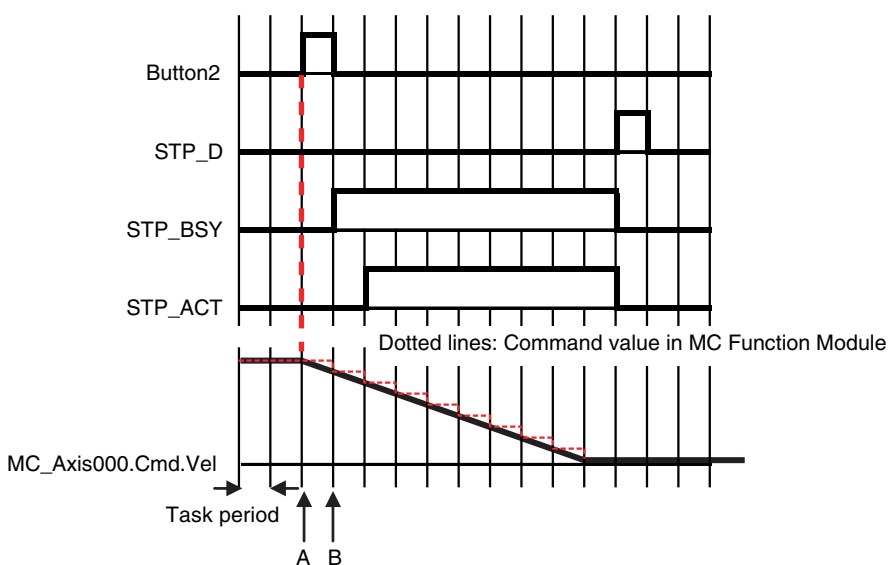 Button2
STP_D
STP_BSY
STP_ACT
Dotted lines: Command value in MC Function Module
MC_Axis000.Cmd.Vel
Task period
A B